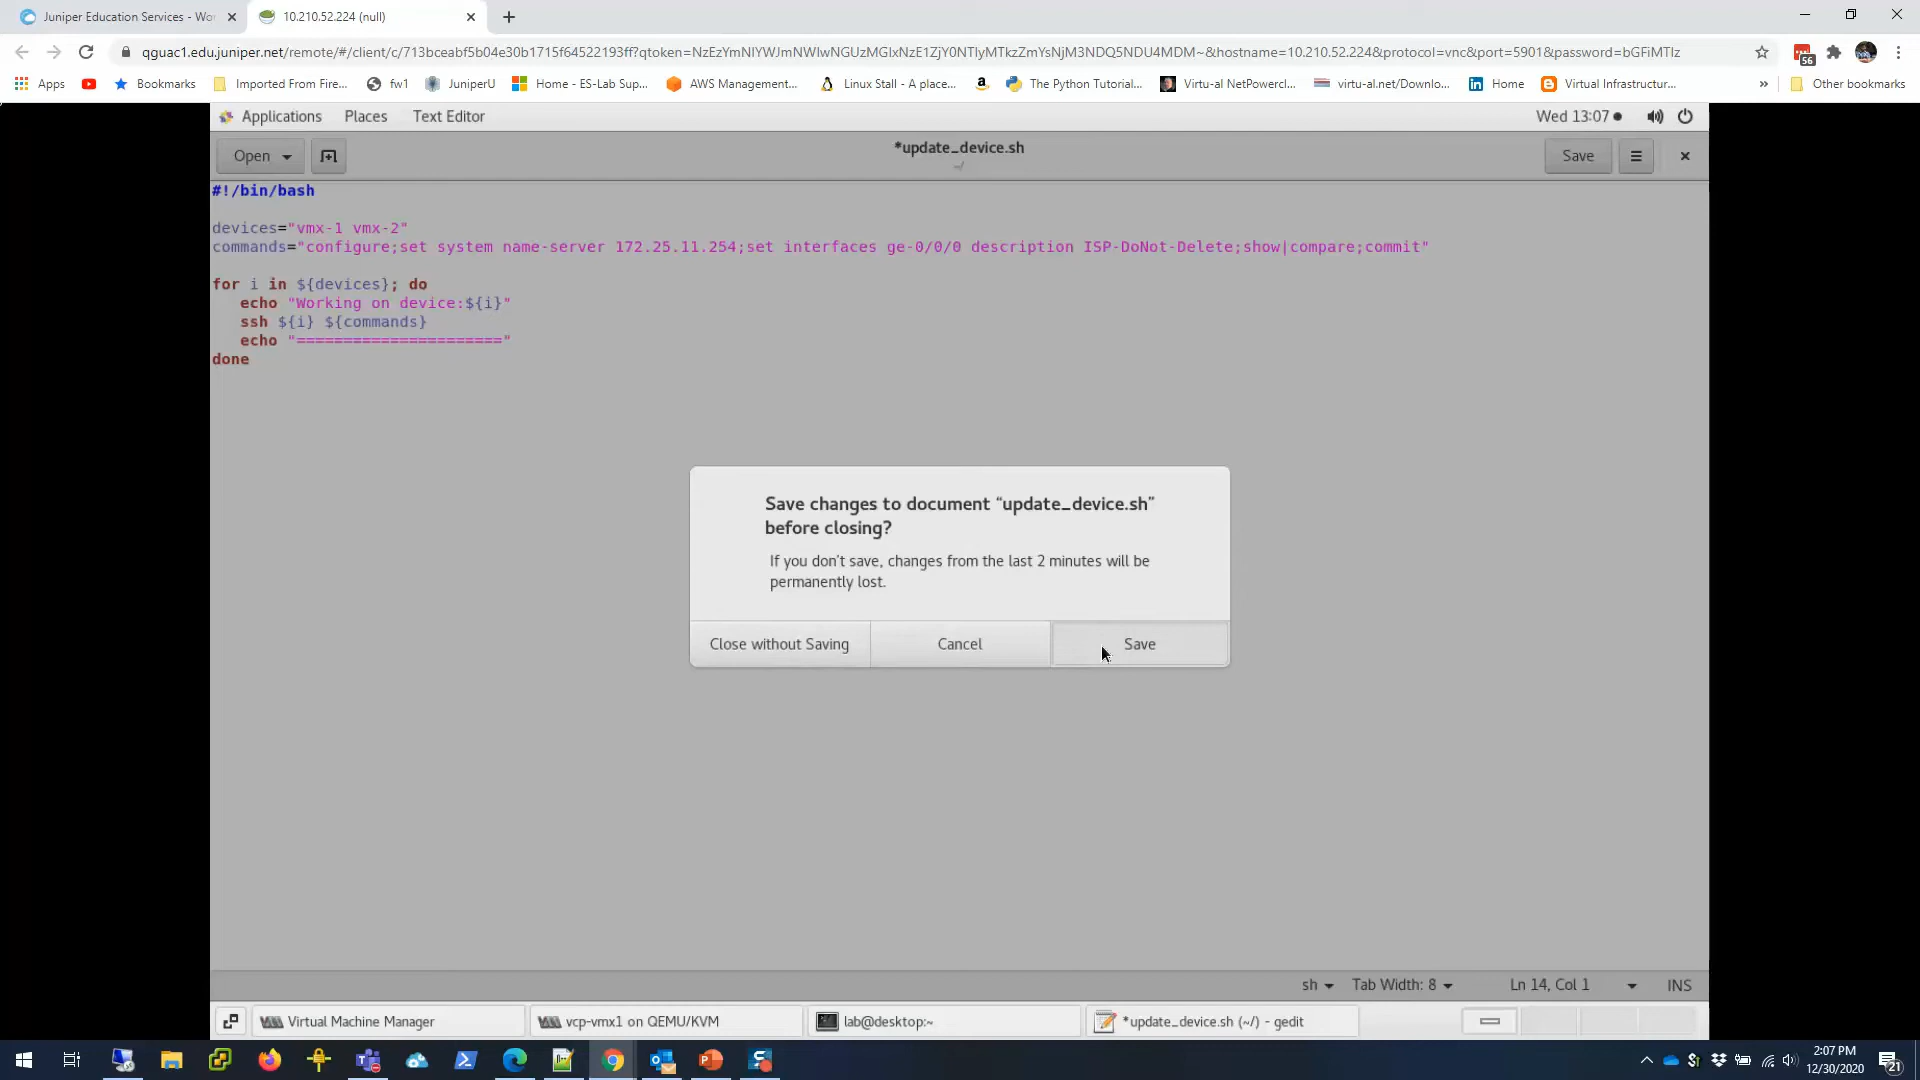 Juniper Education Services - Wo
10.210.52.224 (null)
qguac1.edu.juniper.net/remote/#/client/c/713bceabf5b04e30b1715f64522193ff?qtoken=NzEzYmNlYWJmNWIwNGUzMGIxNzE1ZjY0NTIyMTkzZmYsNjM3NDQ5NDU4MDM~&hostname=10.210.52.224&protocol=vnc&port=5901&password=bGFiMTIz
56
Apps
Bookmarks
Imported From Fire...
fw1
JuniperU
Home - ES-Lab Sup...
AWS Management...
Linux Stall - A place...
The Python Tutorial...
Virtu-al NetPowercl...
virtu-al.net/Downlo...
Home
Virtual Infrastructur...
»
Other bookmarks
Applications Places Text Editor
Wed 13:07
Open
*update_device.sh
~/
Save
#!/bin/bash
devices="vmx-1 vmx-2"
commands="configure;set system name-server 172.25.11.254;set interfaces ge-0/0/0 description ISP-DoNot-Delete;show|compare;commit"
for i in ${devices}; do
echo "Working on device:${i}"
ssh ${i} ${commands}
echo "======================"
done
Save changes to document “update_device.sh”
before closing?
If you don’t save, changes from the last 2 minutes will be
permanently lost.
Close without Saving
Cancel
Save
sh
Tab Width: 8
Ln 14, Col 1
INS
Virtual Machine Manager
vcp-vmx1 on QEMU/KVM
lab@desktop:~
*update_device.sh (~/) - gedit
2:07 PM
12/30/2020
21